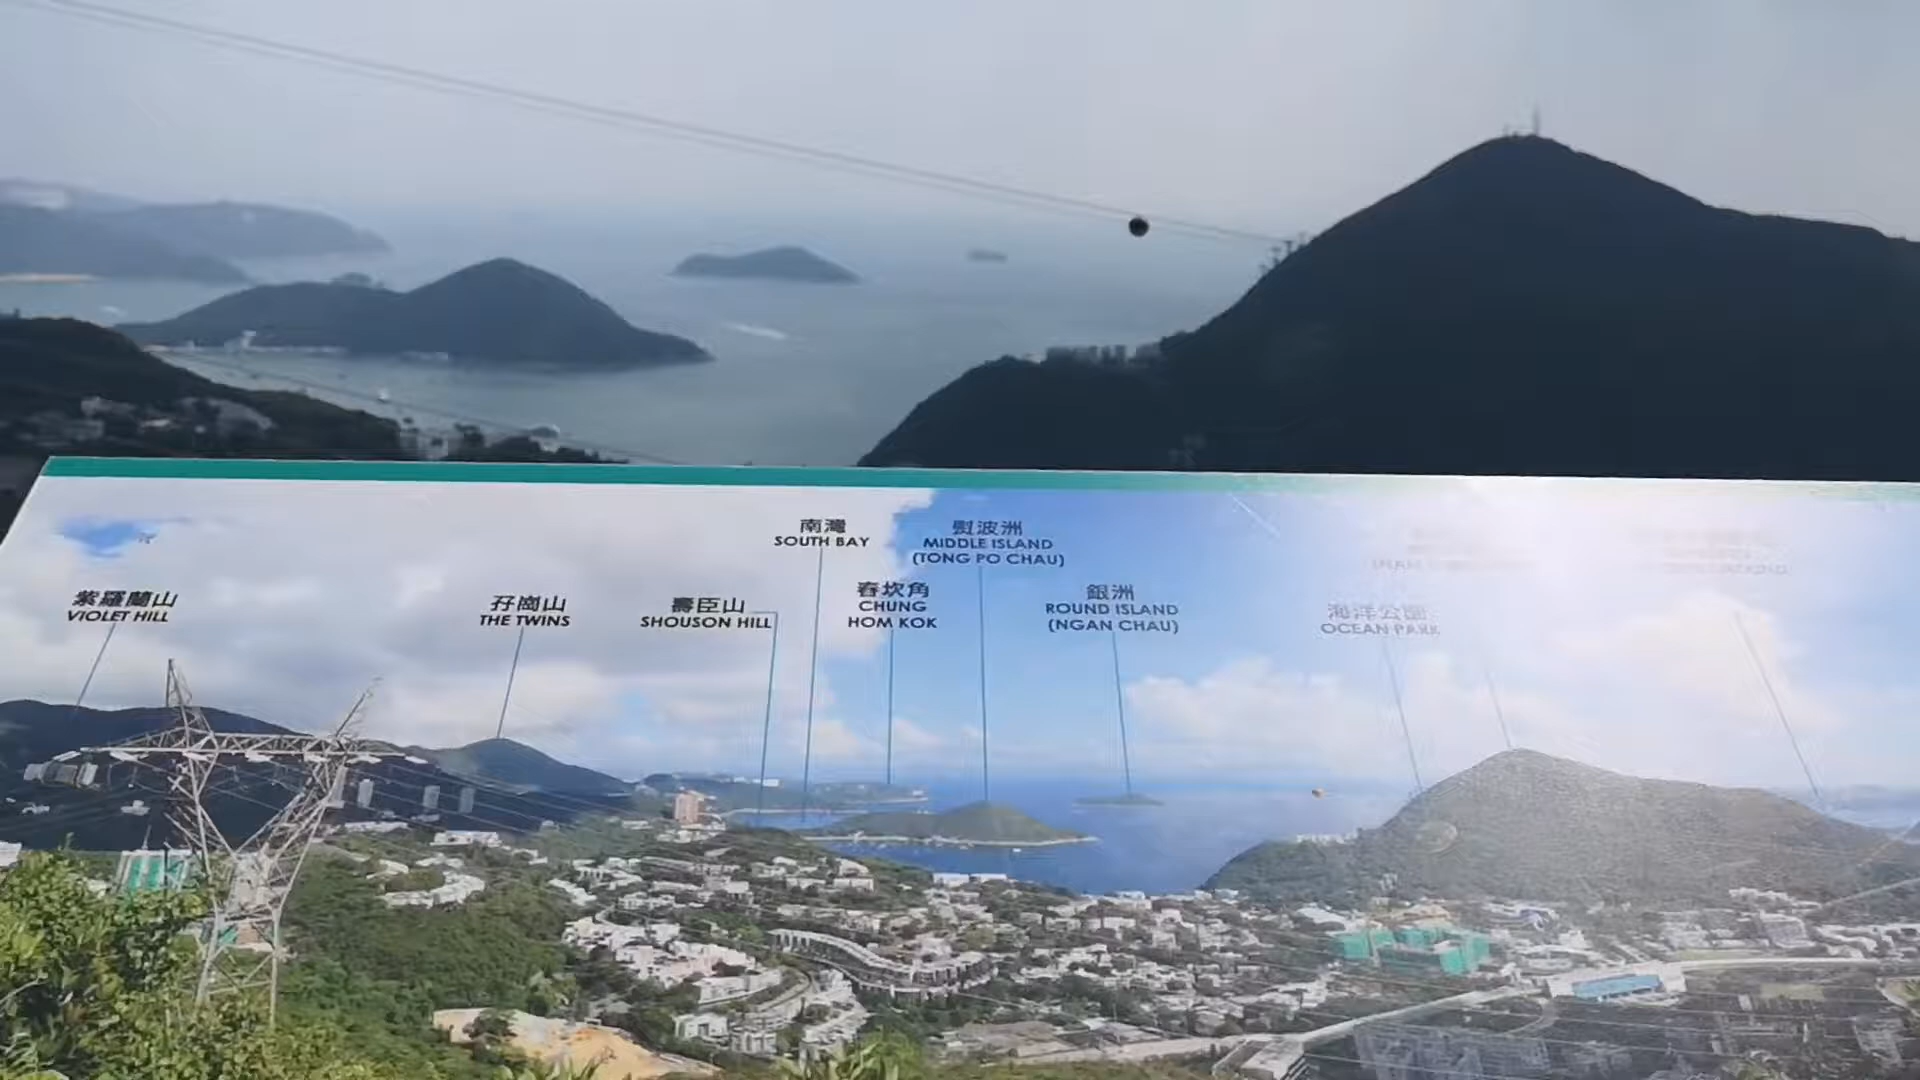 紫羅蘭山
VIOLET HILL
孖崗山
THE TWINS
壽臣山
SHOUSON HILL
南灣
SOUTH BAY
舂坎角
CHUNG
HOM KOK
熨波洲
MIDDLE ISLAND
(TONG PO CHAU)
銀洲
ROUND ISLAND
(NGAN CHAU)
海洋公園
OCEAN PARK